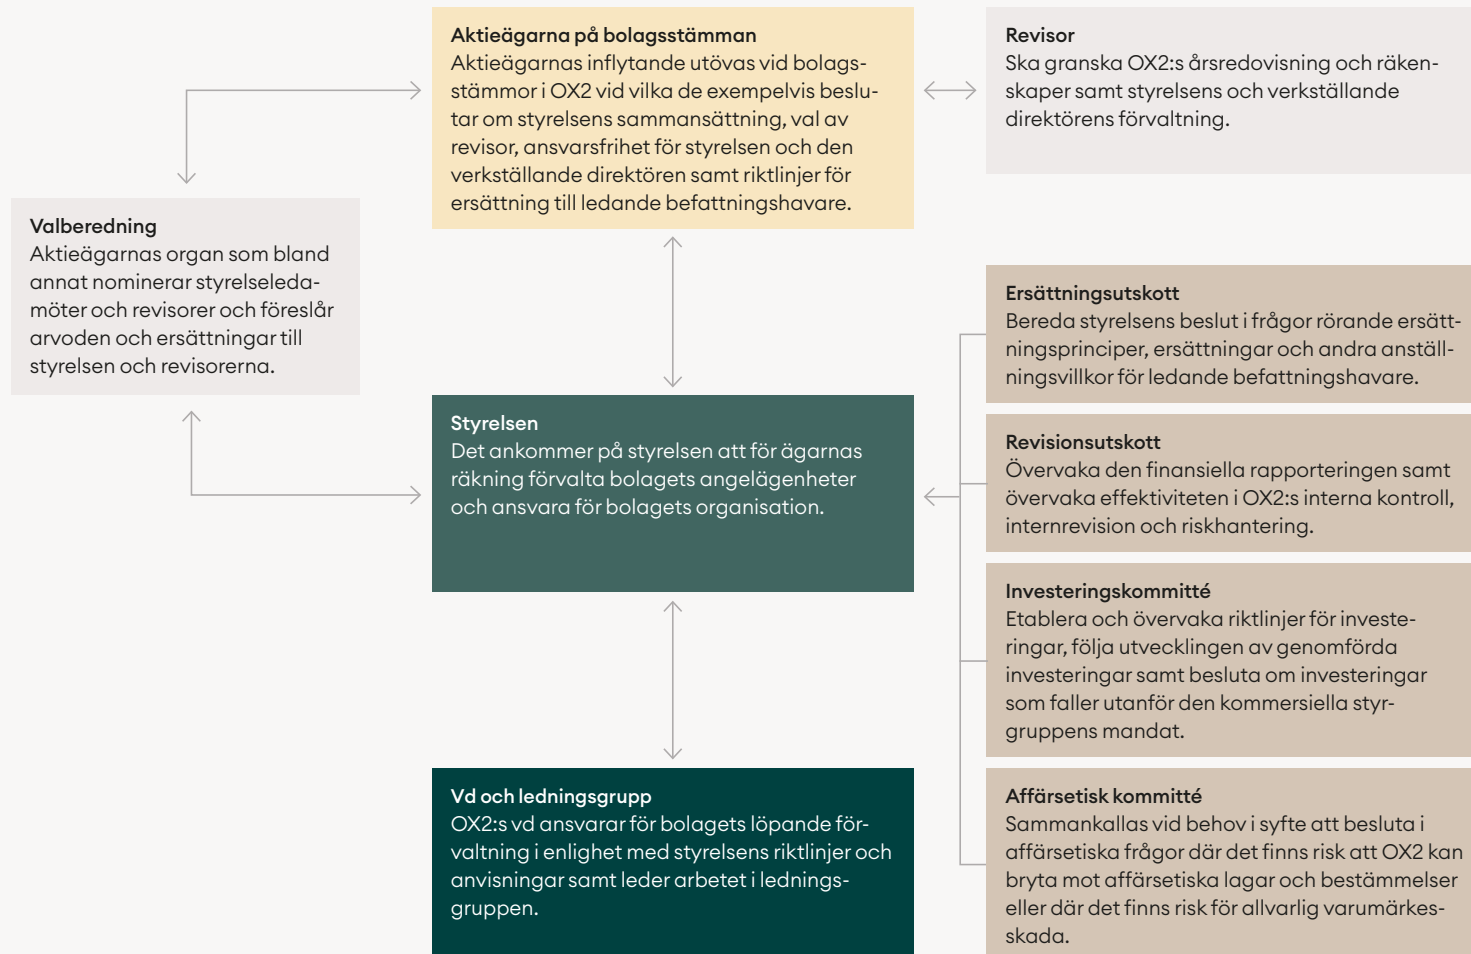 Aktieägarna på bolagsstämman
Aktieägarnas inflytande utövas vid bolags-
stämmor i OX2 vid vilka de exempelvis beslu-
tar om styrelsens sammansättning, val av
revisor, ansvarsfrihet för styrelsen och den
verkställande direktören samt riktlinjer för
ersättning till ledande befattningshavare.
Revisor
Ska granska OX2:s årsredovisning och räken-
skaper samt styrelsens och verkställande
direktörens förvaltning.
Valberedning
Aktieägarnas organ som bland
annat nominerar styrelseleda-
möter och revisorer och föreslår
arvoden och ersättningar till
styrelsen och revisorerna.
Styrelsen
Det ankommer på styrelsen att för ägarnas
räkning förvalta bolagets angelägenheter
och ansvara för bolagets organisation.
Ersättningsutskott
Bereda styrelsens beslut i frågor rörande ersätt-
ningsprinciper, ersättningar och andra anställ-
ningsvillkor för ledande befattningshavare.
Revisionsutskott
Övervaka den finansiella rapporteringen samt
övervaka effektiviteten i OX2:s interna kontroll,
internrevision och riskhantering.
Investeringskommitté
Etablera och övervaka riktlinjer för investe-
ringar, följa utvecklingen av genomförda
investeringar samt besluta om investeringar
som faller utanför den kommersiella styr-
gruppens mandat.
Vd och ledningsgrupp
OX2:s vd ansvarar för bolagets löpande för-
valtning i enlighet med styrelsens riktlinjer och
anvisningar samt leder arbetet i lednings-
gruppen.
Affärsetisk kommitté
Sammankallas vid behov i syfte att besluta i
affärsetiska frågor där det finns risk att OX2 kan
bryta mot affärsetiska lagar och bestämmelser
eller där det finns risk för allvarlig varumärkes-
skada.